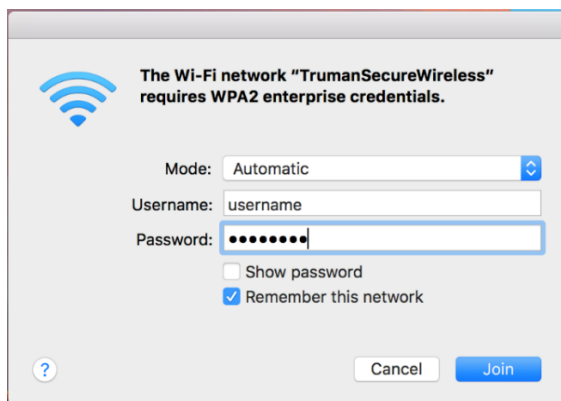 The Wi-Fi network “TrumanSecureWireless”
requires WPA2 enterprise credentials.
Mode: Automatic
Username: username
Password: ••••••••
Show password
Remember this network
? Cancel Join